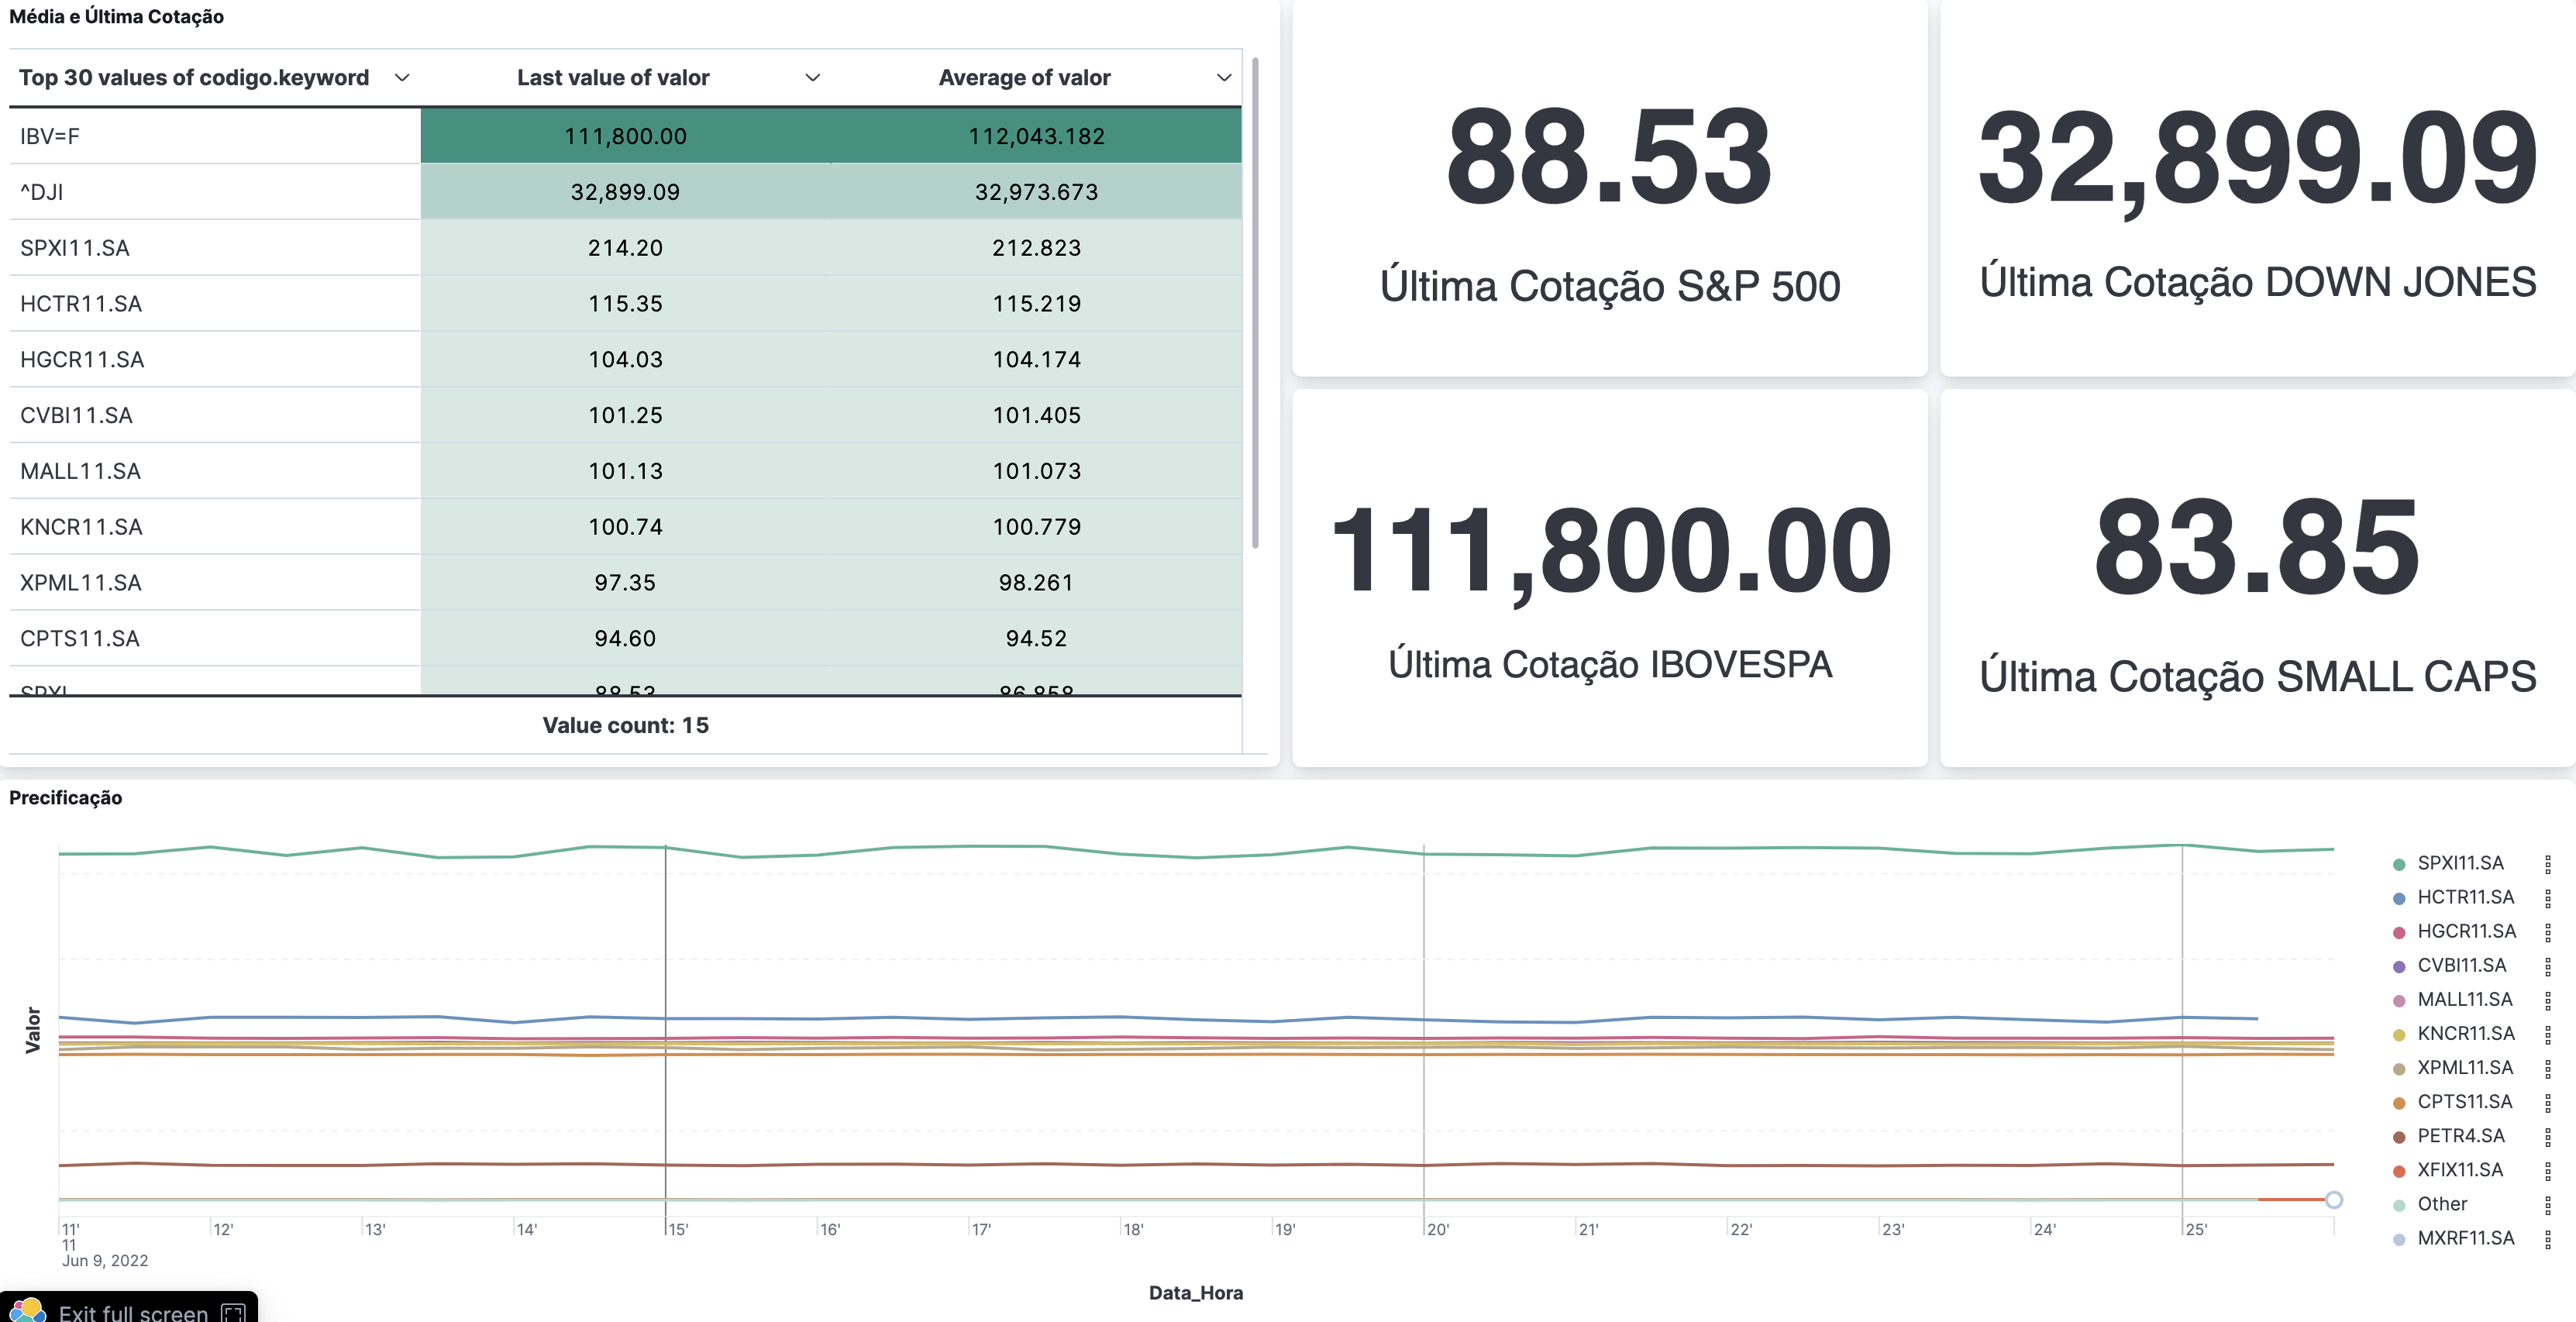 Média e Última Cotação
Top 30 values of codigo.keyword Last value of valor Average of valor
IBV=F 111,800.00 112,043.182
^DJI 32,899.09 32,973.673
SPXI11.SA 214.20 212.823
HCTR11.SA 115.35 115.219
HGCR11.SA 104.03 104.174
CVBI11.SA 101.25 101.405
MALL11.SA 101.13 101.073
KNCR11.SA 100.74 100.779
XPML11.SA 97.35 98.261
CPTS11.SA 94.60 94.52
SPXI 88.53 86.858
Value count: 15
88.53
Última Cotação S&P 500
32,899.09
Última Cotação DOWN JONES
111,800.00
Última Cotação IBOVESPA
83.85
Última Cotação SMALL CAPS
Precificação
Valor
11' 12' 13' 14' 15' 16' 17' 18' 19' 20' 21' 22' 23' 24' 25'
11
Jun 9, 2022
Data_Hora
SPXI11.SA
HCTR11.SA
HGCR11.SA
CVBI11.SA
MALL11.SA
KNCR11.SA
XPML11.SA
CPTS11.SA
PETR4.SA
XFIX11.SA
Other
MXRF11.SA
Exit full screen